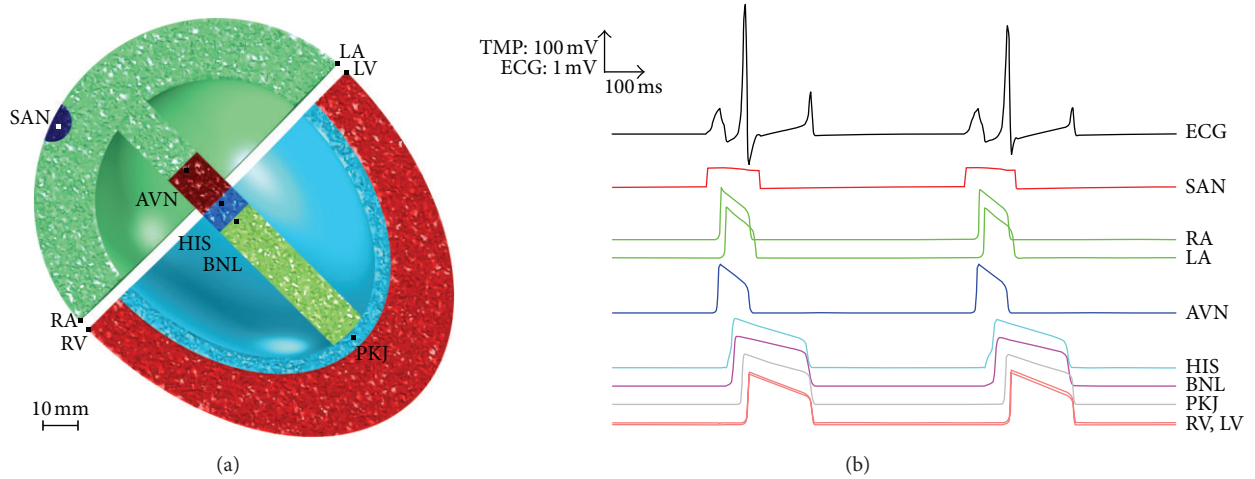 LA
LV
SAN
AVN
HIS
BNL
RA
RV
PKJ
10 mm
(a)
TMP: 100 mV
ECG: 1 mV
100 ms
ECG
SAN
RA
LA
AVN
HIS
BNL
PKJ
RV, LV
(b)